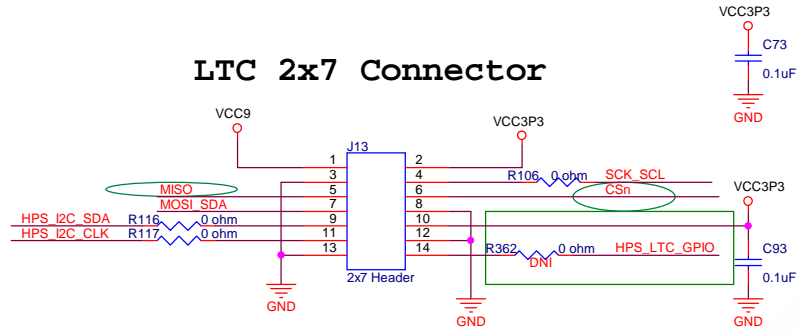 VCC3P3
C73
0.1uF
GND
LTC 2x7 Connector
VCC9
VCC3P3
J13
1 2
3 4 R106 0 ohm SCK_SCL
MISO 5 6 CSn
MOSI_SDA 7 8
VCC3P3
HPS_I2C_SDA R116 0 ohm 9 10
HPS_I2C_CLK R117 0 ohm 11 12
13 14 R362 0 ohm HPS_LTC_GPIO
DNI
C93
0.1uF
2x7 Header
GND
GND
GND